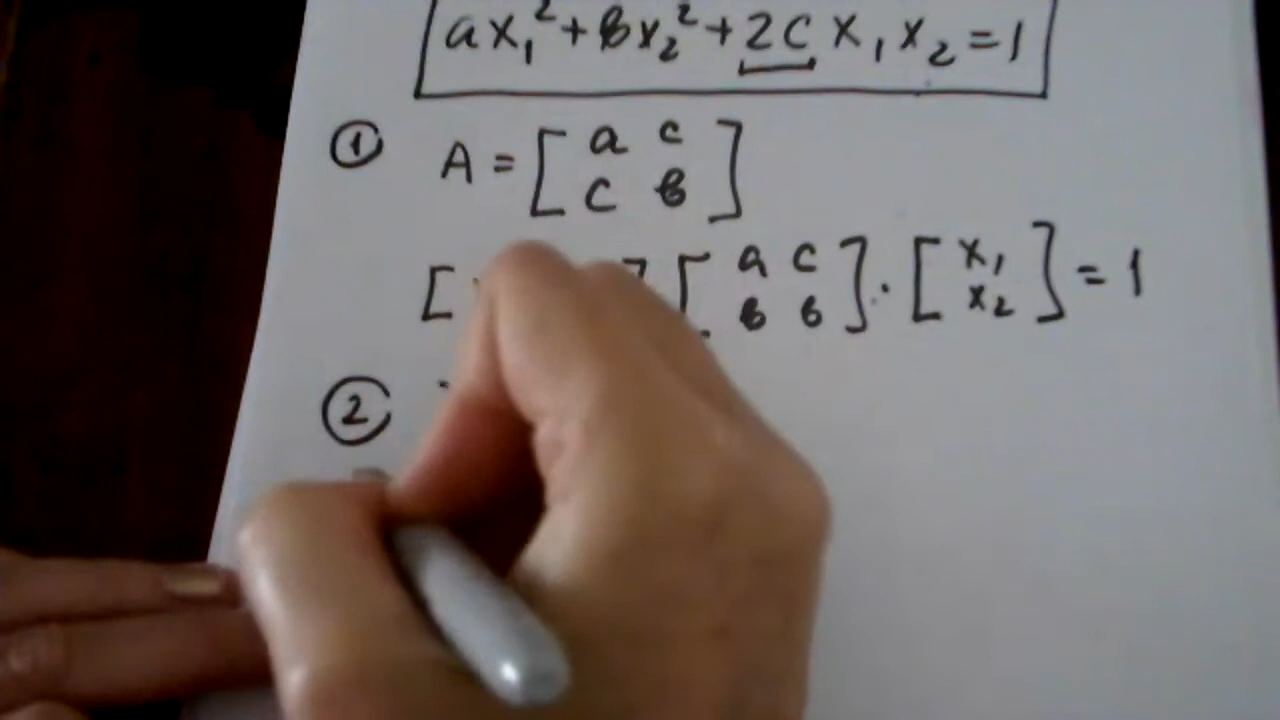 ax₁² + bx₂² + 2c x₁x₂ = 1
① A = [ a c
c b ]
[ ] [ a c ] · [ x₁ ] = 1
b b x₂
②